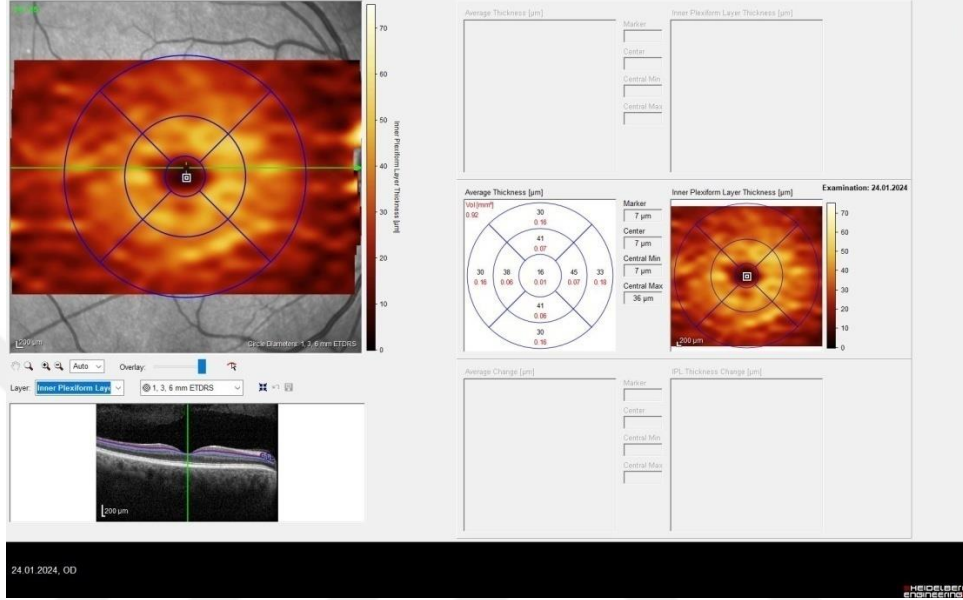 70
60
50
40
30
20
10
0
Inner Plexiform Layer Thickness [µm]
200 µm
Circle Diameters: 1, 3, 6 mm ETDRS
Auto
Overlay:
Layer:
Inner Plexiform Laye
1, 3, 6 mm ETDRS
200 µm
Average Thickness [µm]
Marker
Center
Central Min
Central Max
Inner Plexiform Layer Thickness [µm]
Average Thickness [µm]
Vol [mm³]
0.92
30
0.16
41
0.07
30
0.16
38
0.06
16
0.01
45
0.07
33
0.18
41
0.06
30
0.16
Marker
7 µm
Center
7 µm
Central Min
7 µm
Central Max
36 µm
Inner Plexiform Layer Thickness [µm]
Examination: 24.01.2024
200 µm
70
60
50
40
30
20
10
0
Average Change [µm]
Marker
Center
Central Min
Central Max
IPL Thickness Change [µm]
24.01.2024, OD
HEIDELBERG
ENGINEERING